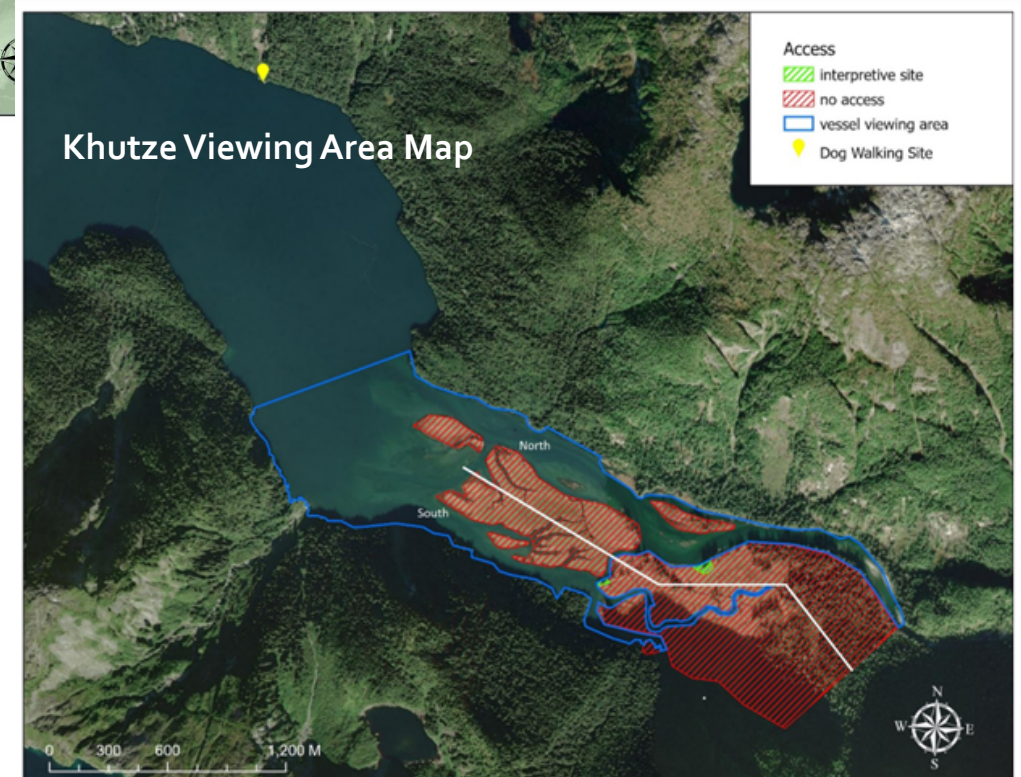 Khutze Viewing Area Map
Access
interpretive site
no access
vessel viewing area
Dog Walking Site
North
South
0 300 600 1,200 M
N
W E
S